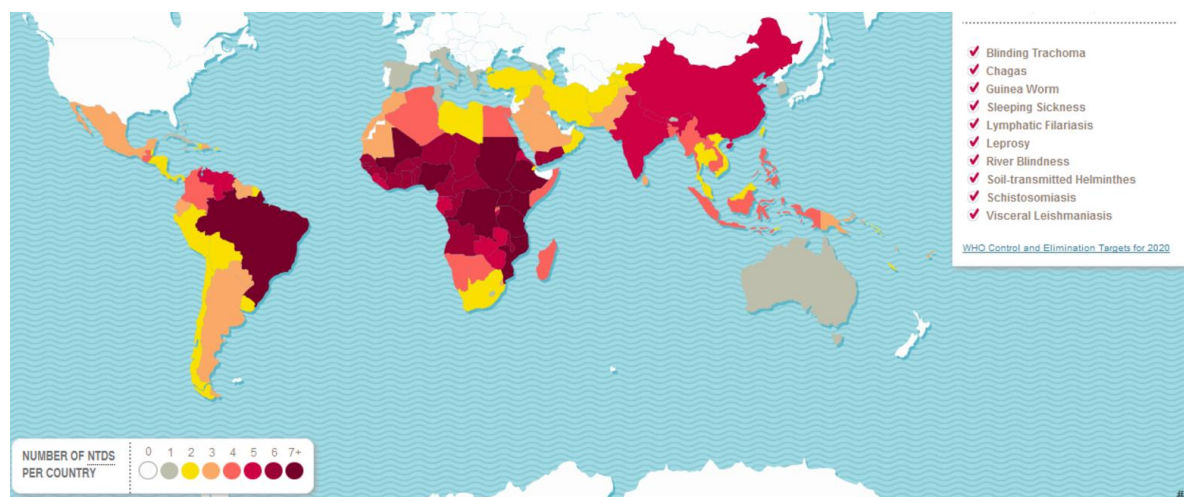 Blinding Trachoma
Chagas
Guinea Worm
Sleeping Sickness
Lymphatic Filariasis
Leprosy
River Blindness
Soil-transmitted Helminthes
Schistosomiasis
Visceral Leishmaniasis
WHO Control and Elimination Targets for 2020
NUMBER OF NTDS
PER COUNTRY
0 1 2 3 4 5 6 7+